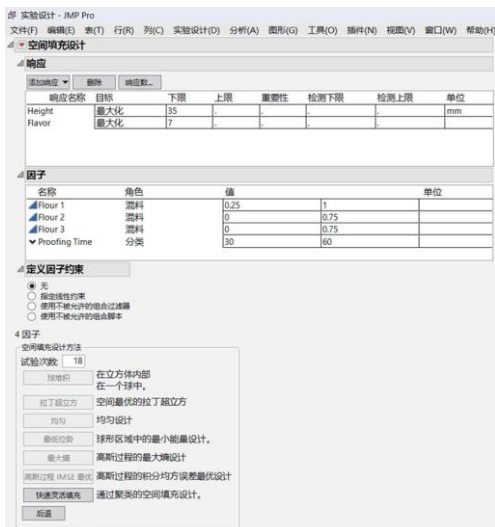 实验设计 - JMP Pro
文件(F) 编辑(E) 表(T) 行(R) 列(C) 实验设计(D) 分析(A) 图形(G) 工具(O) 插件(N) 视图(V) 窗口(W) 帮助(H)
空间填充设计
响应
添加响应 删除 响应数...
响应名称 目标 下限 上限 重要性 检测下限 检测上限 单位
Height 最大化 35 . . . . mm
Flavor 最大化 7 . . . .
因子
名称 角色 值 单位
Flour 1 混料 0.25 1
Flour 2 混料 0 0.75
Flour 3 混料 0 0.75
Proofing Time 分类 30 60
定义因子约束
无
指定线性约束
使用不被允许的组合过滤器
使用不被允许的组合脚本
4 因子
空间填充设计方法
试验次数: 18
球堆积 在立方体内部
在一个球中。
拉丁超立方 空间最优的拉丁超立方
均匀 均匀设计
最低位势 球形区域中的最小能量设计。
最大熵 高斯过程的最大熵设计
高斯过程 IMSE 最优 高斯过程的积分均方误差最优设计
快速灵活填充 通过聚类的空间填充设计。
后退